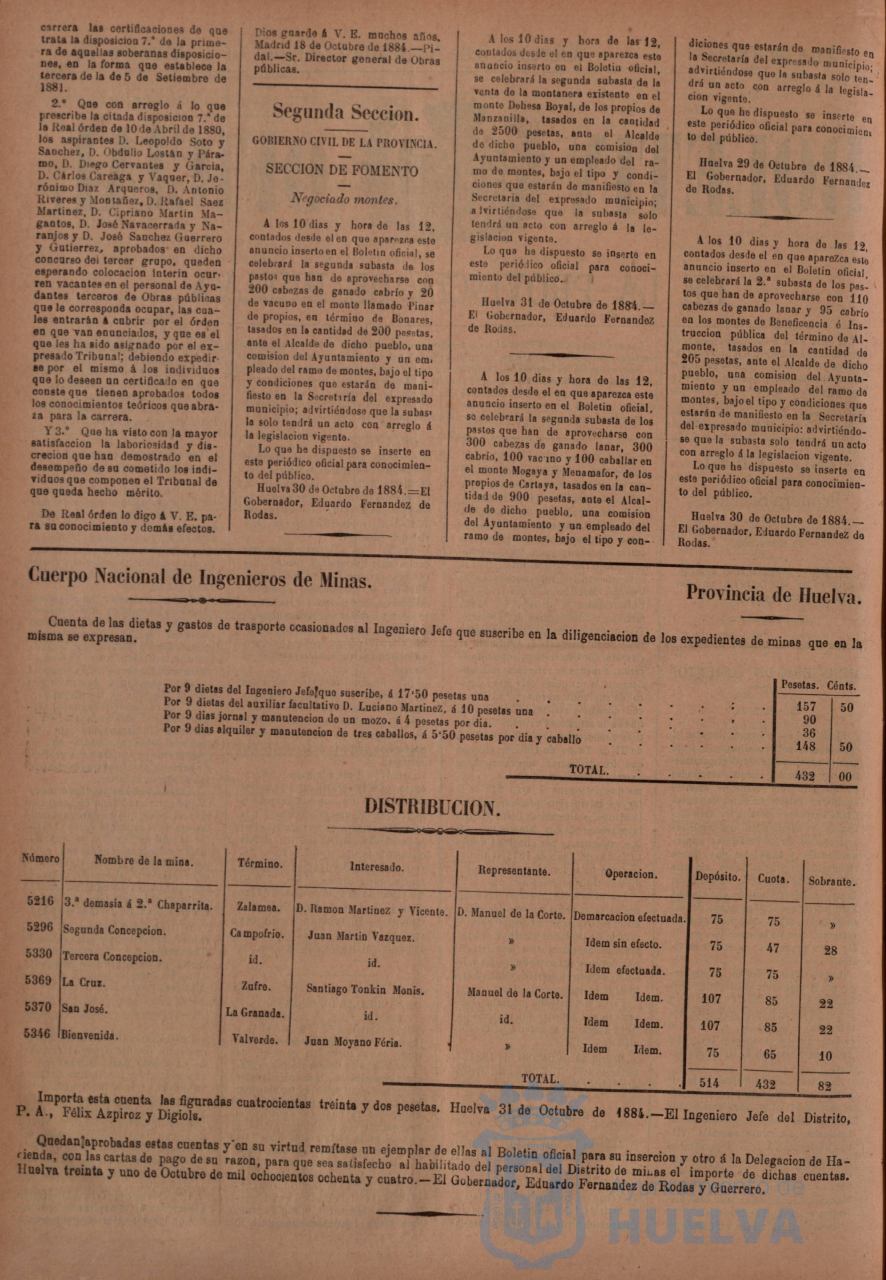 carrera las certificaciones de que
trata la disposicion 7.ª de la prime-
ra de aquellas soberanas disposicio-
nes, en la forma que establece la
tercera de la de 5 de Setiembre de
1881.
2.º Que con arreglo á lo que
prescribe la citada disposicion 7.ª de
la Real órden de 10 de Abril de 1880,
los aspirantes D. Leopoldo Soto y
Sanchez, D. Obdulio Lostán y Pára-
mo, D. Diego Cervantes y Garcia,
D. Cárlos Careaga y Vaquer, D. Je-
rónimo Diaz Arqueros, D. Antonio
Riveres y Montañez, D. Rafael Saez
Martinez, D. Cipriano Martin Ma-
gantos, D. José Navacerrada y Na-
ranjos y D. José Sanchez Guerrero
y Gutierrez, aprobados en dicho
concurso del tercer grupo, queden
esperando colocacion interin ocur-
ren vacantes en el personal de Ayu-
dantes terceros de Obras públicas
que le corresponda ocupar, las cua-
les entrarán á cubrir por el órden
en que van enunciados, y que es el
que les ha sido asignado por el ex-
presado Tribunal; debiendo expedir-
se por el mismo á los individuos
que lo deseen un certificado en que
conste que tienen aprobados todos
los conocimientos teóricos que abra-
za para la carrera.
Y 3.º Que ha visto con la mayor
satisfaccion la laboriosidad y dis-
crecion que han demostrado en el
desempeño de su cometido los indi-
viduos que componen el Tribunal de
que queda hecho mérito.
De Real órden lo digo á V. E. pa-
ra su conocimiento y demás efectos.
Dios guarde á V. E. muchos años.
Madrid 18 de Octubre de 1884.—Pi-
dal.—Sr. Director general de Obras
públicas.
Segunda Seccion.
GOBIERNO CIVIL DE LA PROVINCIA.
SECCION DE FOMENTO
Negociado montes.
A los 10 dias y hora de las 12,
contados desde el en que aparezca este
anuncio inserto en el Boletin oficial, se
celebrará la segunda subasta de los
pastos que han de aprovecharse con
200 cabezas de ganado cabrío y 20
de vacuno en el monte llamado Pinar
de propios, en término de Bonares,
tasados en la cantidad de 200 pesetas,
ante el Alcalde de dicho pueblo, una
comision del Ayuntamiento y un em-
pleado del ramo de montes, bajo el tipo
y condiciones que estarán de mani-
fiesto en la Secretaría del expresado
municipio; advirtiéndose que la subas-
la solo tendrá un acto con arreglo á
la legislacion vigente.
Lo que he dispuesto se inserte en
este periódico oficial para conocimien-
to del público.
Huelva 30 de Octubre de 1884.=El
Gobernador, Eduardo Fernandez de
Rodas.
A los 10 dias y hora de las 12,
contados desde el en que aparezca este
anuncio inserto en el Boletin oficial,
se celebrará la segunda subasta de la
venta de la montanera existente en el
monte Dehesa Boyal, de los propios de
Manzanilla, tasados en la cantidad
de 2500 pesetas, ante el Alcalde
de dicho pueblo, una comision del
Ayuntamiento y un empleado del ra-
mo de montes, bajo el tipo y condi-
ciones que estarán de manifiesto en la
Secretaria del expresado municipio;
advirtiéndose que la subasta solo
tendrá un acto con arreglo á la le-
gislacion vigente.
Lo que he dispuesto se inserte en
este periódico oficial para conoci-
miento del público.
Huelva 31 de Octubre de 1884.—
El Gobernador, Eduardo Fernandez
de Rodas.
A los 10 dias y hora de las 12,
contados desde el en que aparezca este
anuncio inserto en el Boletin oficial,
se celebrará la segunda subasta de los
pastos que han de aprovecharse con
300 cabezas de ganado lanar, 300
cabrio, 100 vacuno y 100 caballar en
el monte Mogaya y Menamafor, de los
propios de Cartaya, tasados en la can-
tidad de 900 pesetas, ante el Alcal-
de de dicho pueblo, una comision
del Ayuntamiento y un empleado del
ramo de montes, bajo el tipo y con-
diciones que estarán de manifiesto en
la Secretaría del expresado municipio;
advirtiéndose que la subasta solo ten-
drá un acto con arreglo á la legisla-
cion vigente.
Lo que he dispuesto se inserte en
este periódico oficial para conocimien
to del público.
Huelva 29 de Octubre de 1884.—
El Gobernador, Eduardo Fernandez
de Rodas.
A los 10 dias y hora de las 12,
contados desde el en que aparezca este
anuncio inserto en el Boletin oficial,
se celebrará la 2.ª subasta de los pas-
tos que han de aprovecharse con 110
cabezas de ganado lanar y 95 cabrio
en los montes de Beneficencia é Ins-
truccion pública del término de Al-
monte, tasados en la cantidad de
205 pesetas, ante el Alcalde de dicho
pueblo, una comision del Ayunta-
miento y un empleado del ramo de
montes, bajo el tipo y condiciones que
estarán de manifiesto en la Secretaría
del expresado municipio: advirtiéndo-
se que la subasta solo tendrá un acto
con arreglo á la legislacion vigente.
Lo que he dispuesto se inserte en
este periódico oficial para conocimien-
to del público.
Huelva 30 de Octubre de 1884.—
El Gobernador, Eduardo Fernandez de
Rodas.
Cuerpo Nacional de Ingenieros de Minas.
Provincia de Huelva.
Cuenta de las dietas y gastos de trasporte ocasionados al Ingeniero Jefe que suscribe en la diligenciacion de los expedientes de minas que en la
misma se expresan.
Pesetas. Cénts.
Por 9 dietas del Ingeniero Jefe que suscribe, á 17'50 pesetas una . . . . . 157 50
Por 9 dietas del auxiliar facultativo D. Luciano Martinez, á 10 pesetas una . . . . . 90
Por 9 dias jornal y manutencion de un mozo, á 4 pesetas por dia. . . . . . 36
Por 9 dias alquiler y manutencion de tres caballos, á 5'50 pesetas por dia y caballo . . . . 148 50
TOTAL. . . . . . 432 00
DISTRIBUCION.
Número Nombre de la mina. Término. Interesado. Representante. Operacion. Depósito. Cuota. Sobrante.
5216 3.ª demasia á 2.ª Chaparrita. Zalamea. D. Ramon Martinez y Vicente. D. Manuel de la Corte. Demarcacion efectuada. 75 75 »
5296 Segunda Concepcion. Campofrio. Juan Martin Vazquez. » Idem sin efecto. 75 47 28
5330 Tercera Concepcion. id. id. » Idem efectuada. 75 75 »
5369 La Cruz. Zufre. Santiago Tonkin Monis. Manuel de la Corte. Idem Idem. 107 85 22
5370 San José. La Granada. id. id. Idem Idem. 107 85 22
5346 Bienvenida. Valverde. Juan Moyano Féria. » Idem Idem. 75 65 10
TOTAL. . . . . 514 432 82
Importa esta cuenta las figuradas cuatrocientas treinta y dos pesetas. Huelva 31 de Octubre de 1884.—El Ingeniero Jefe del Distrito,
P. A., Félix Azpiroz y Digiols.
Quedan aprobadas estas cuentas y en su virtud remítase un ejemplar de ellas al Boletin oficial para su insercion y otro á la Delegacion de Ha-
cienda, con las cartas de pago de su razon, para que sea satisfecho al habilitado del personal del Distrito de minas el importe de dichas cuentas.
Huelva treinta y uno de Octubre de mil ochocientos ochenta y cuatro.—El Gobernador, Eduardo Fernandez de Rodas y Guerrero.
HUELVA